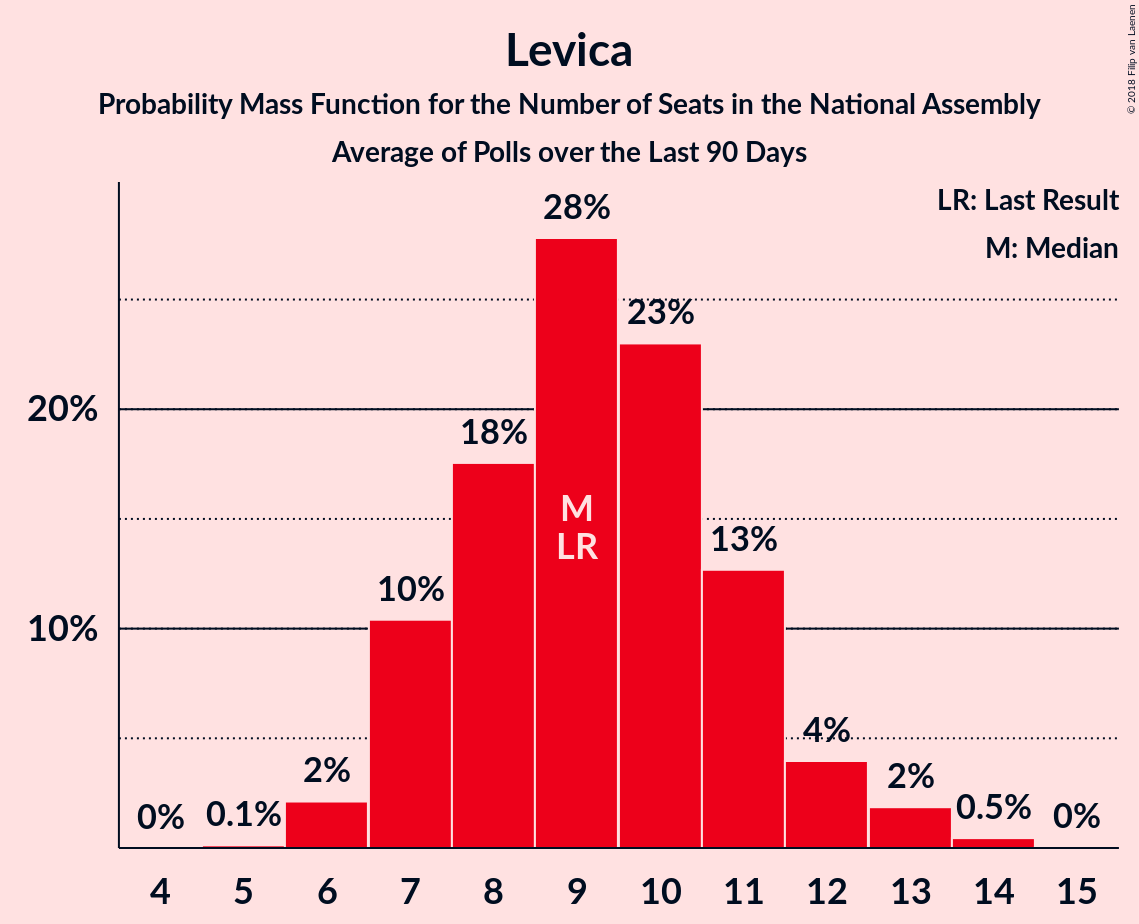 Levica
Probability Mass Function for the Number of Seats in the National Assembly
Average of Polls over the Last 90 Days
© 2018 Filip van Laenen
LR: Last Result
M: Median
28%
23%
20%
18%
M
LR
13%
10%
10%
4%
2%
2%
0%
0.1%
0.5%
0%
4 5 6 7 8 9 10 11 12 13 14 15